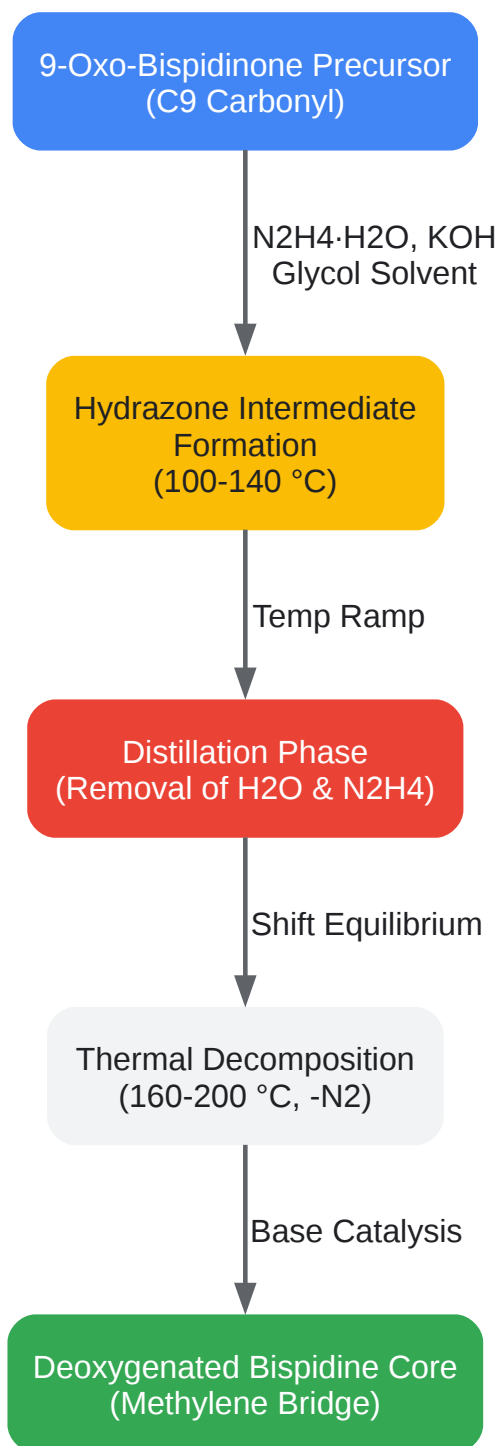 9-Oxo-Bispidinone Precursor
(C9 Carbonyl)
N2H4·H2O, KOH
Glycol Solvent
Hydrazone Intermediate
Formation
(100-140 °C)
Temp Ramp
Distillation Phase
(Removal of H2O & N2H4)
Shift Equilibrium
Thermal Decomposition
(160-200 °C, -N2)
Base Catalysis
Deoxygenated Bispidine Core
(Methylene Bridge)